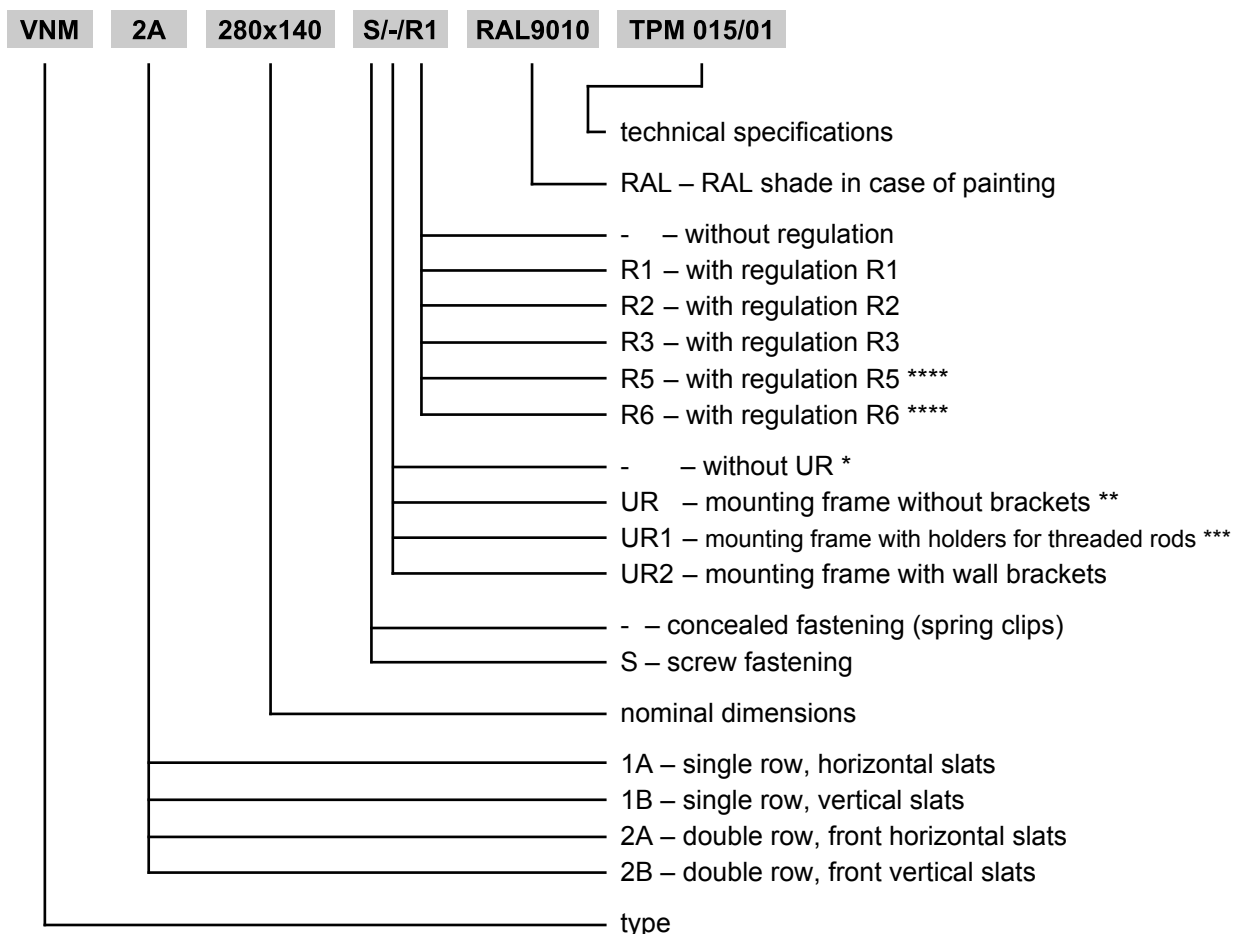 VNM 2A 280x140 S/-/R1 RAL9010 TPM 015/01
technical specifications
RAL – RAL shade in case of painting
- – without regulation
R1 – with regulation R1
R2 – with regulation R2
R3 – with regulation R3
R5 – with regulation R5 ****
R6 – with regulation R6 ****
- – without UR *
UR – mounting frame without brackets **
UR1 – mounting frame with holders for threaded rods ***
UR2 – mounting frame with wall brackets
- – concealed fastening (spring clips)
S – screw fastening
nominal dimensions
1A – single row, horizontal slats
1B – single row, vertical slats
2A – double row, front horizontal slats
2B – double row, front vertical slats
type